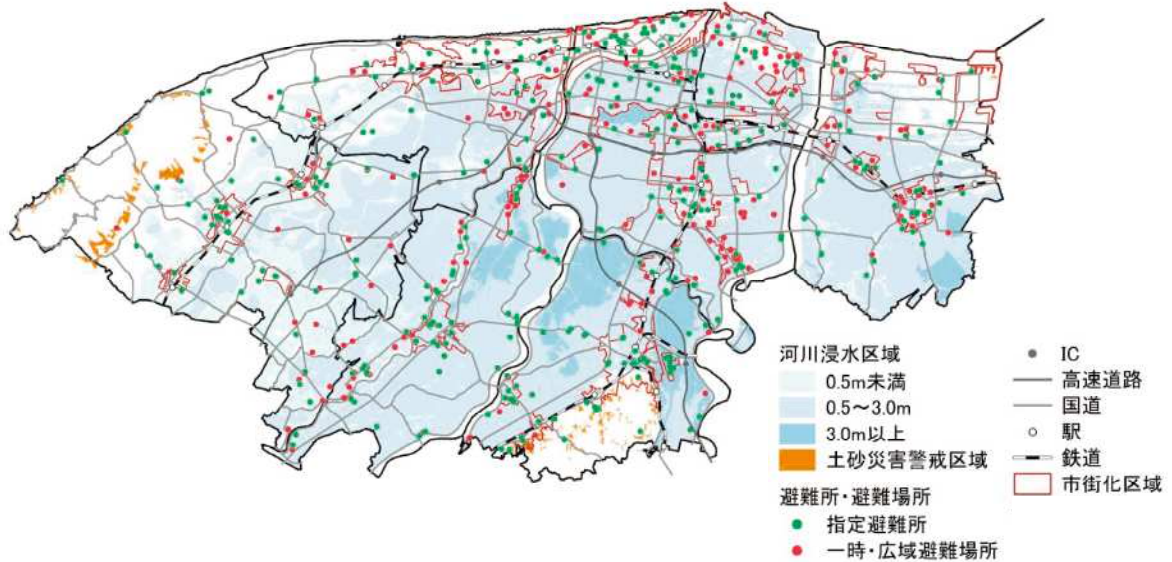 河川浸水区域
0.5m未満
0.5～3.0m
3.0m以上
土砂災害警戒区域
避難所・避難場所
指定避難所
一時・広域避難場所
IC
高速道路
国道
駅
鉄道
市街化区域